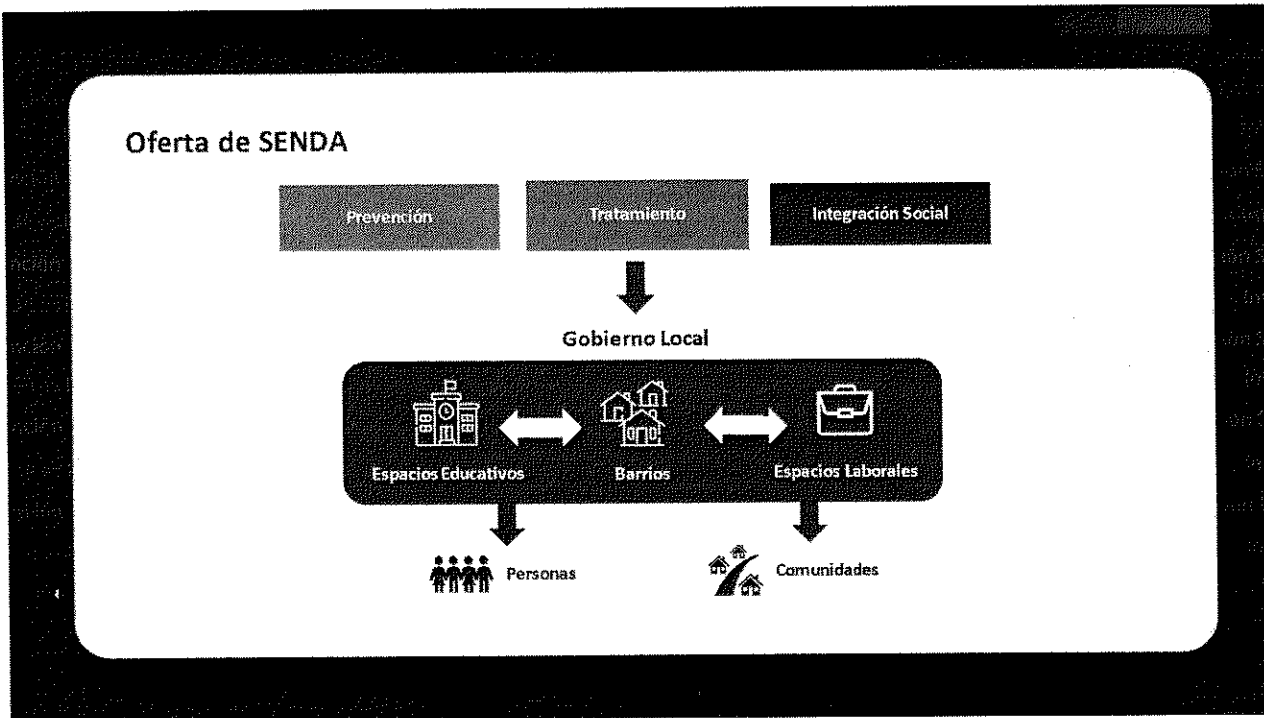 Oferta de SENDA
Prevención
Tratamiento
Integración Social
Gobierno Local
Espacios Educativos
Barrios
Espacios Laborales
Personas
Comunidades